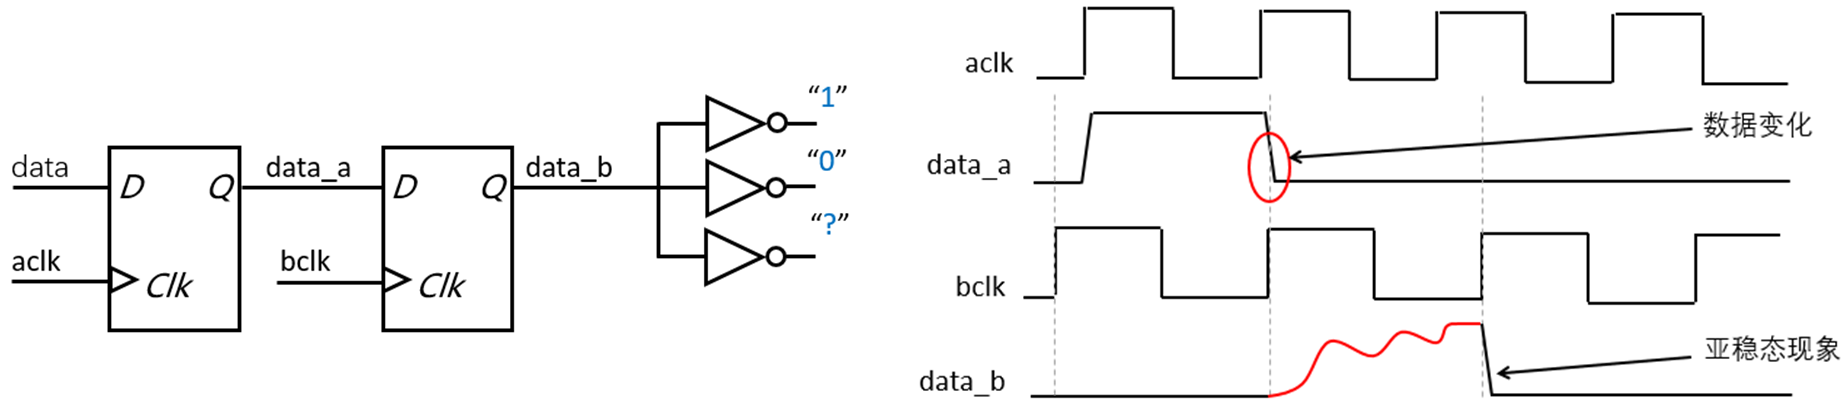 data
D
Q
data_a
D
Q
data_b
“1”
“0”
“?”
aclk
Clk
bclk
Clk
aclk
数据变化
data_a
bclk
亚稳态现象
data_b